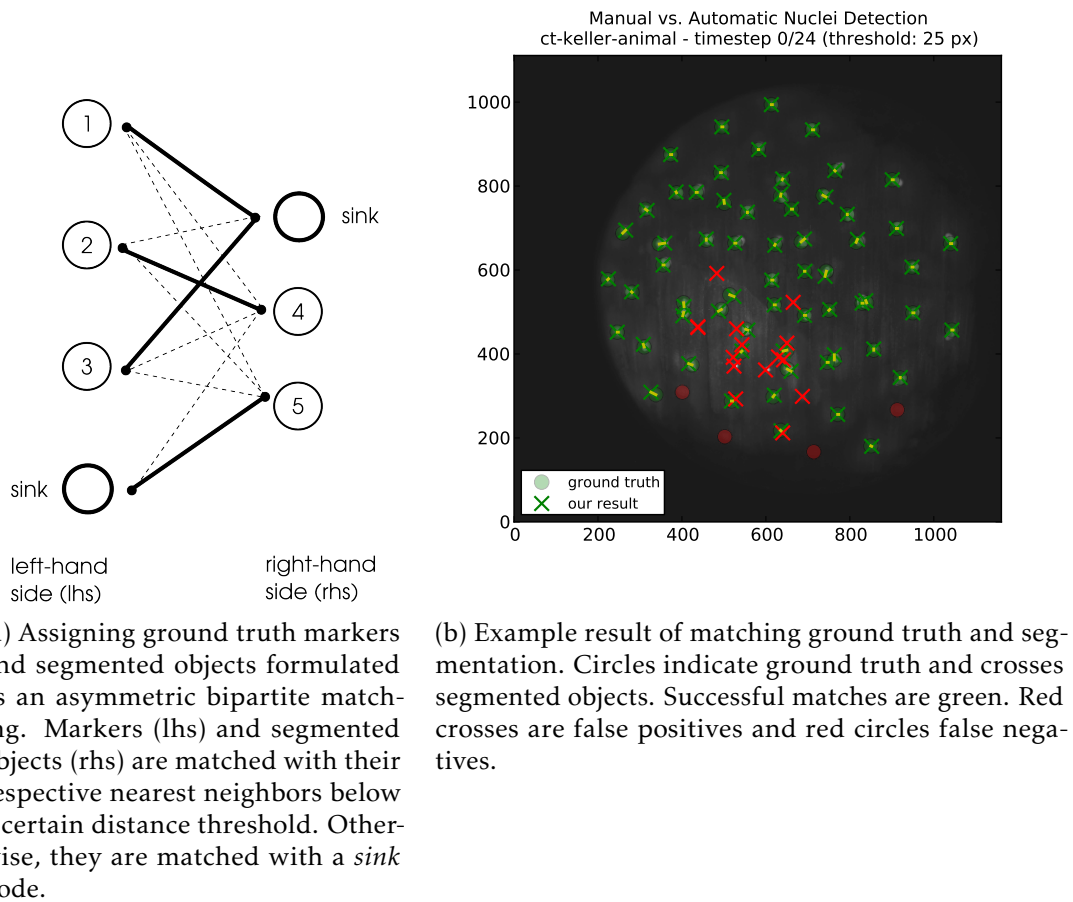 Manual vs. Automatic Nuclei Detection
ct-keller-animal - timestep 0/24 (threshold: 25 px)
1
2
3
sink
sink
4
5
left-hand
side (lhs)
right-hand
side (rhs)
1000
800
600
400
200
0
0 200 400 600 800 1000
ground truth
our result
) Assigning ground truth markers
nd segmented objects formulated
s an asymmetric bipartite match-
ng. Markers (lhs) and segmented
bjects (rhs) are matched with their
espective nearest neighbors below
certain distance threshold. Other-
ise, they are matched with a sink
ode.
(b) Example result of matching ground truth and seg-
mentation. Circles indicate ground truth and crosses
segmented objects. Successful matches are green. Red
crosses are false positives and red circles false nega-
tives.